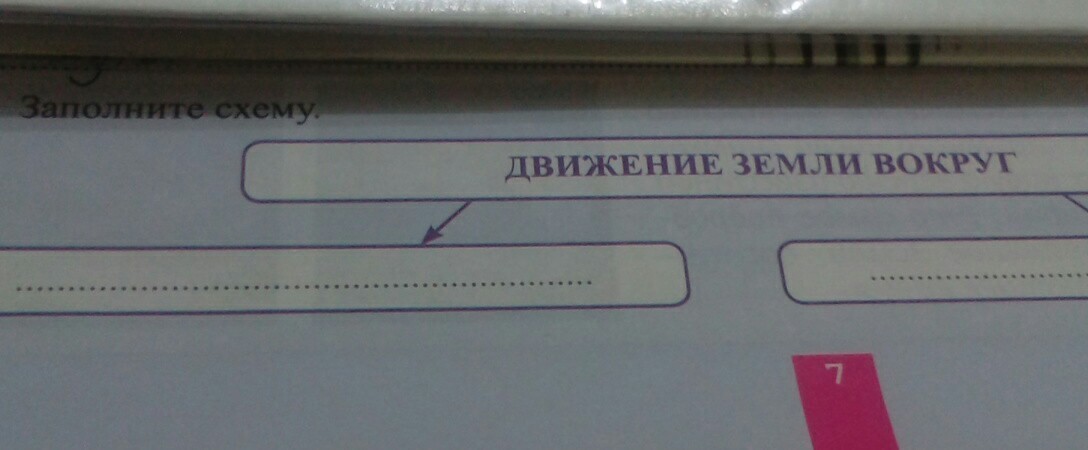 Заполните схему.
ДВИЖЕНИЕ ЗЕМЛИ ВОКРУГ
7